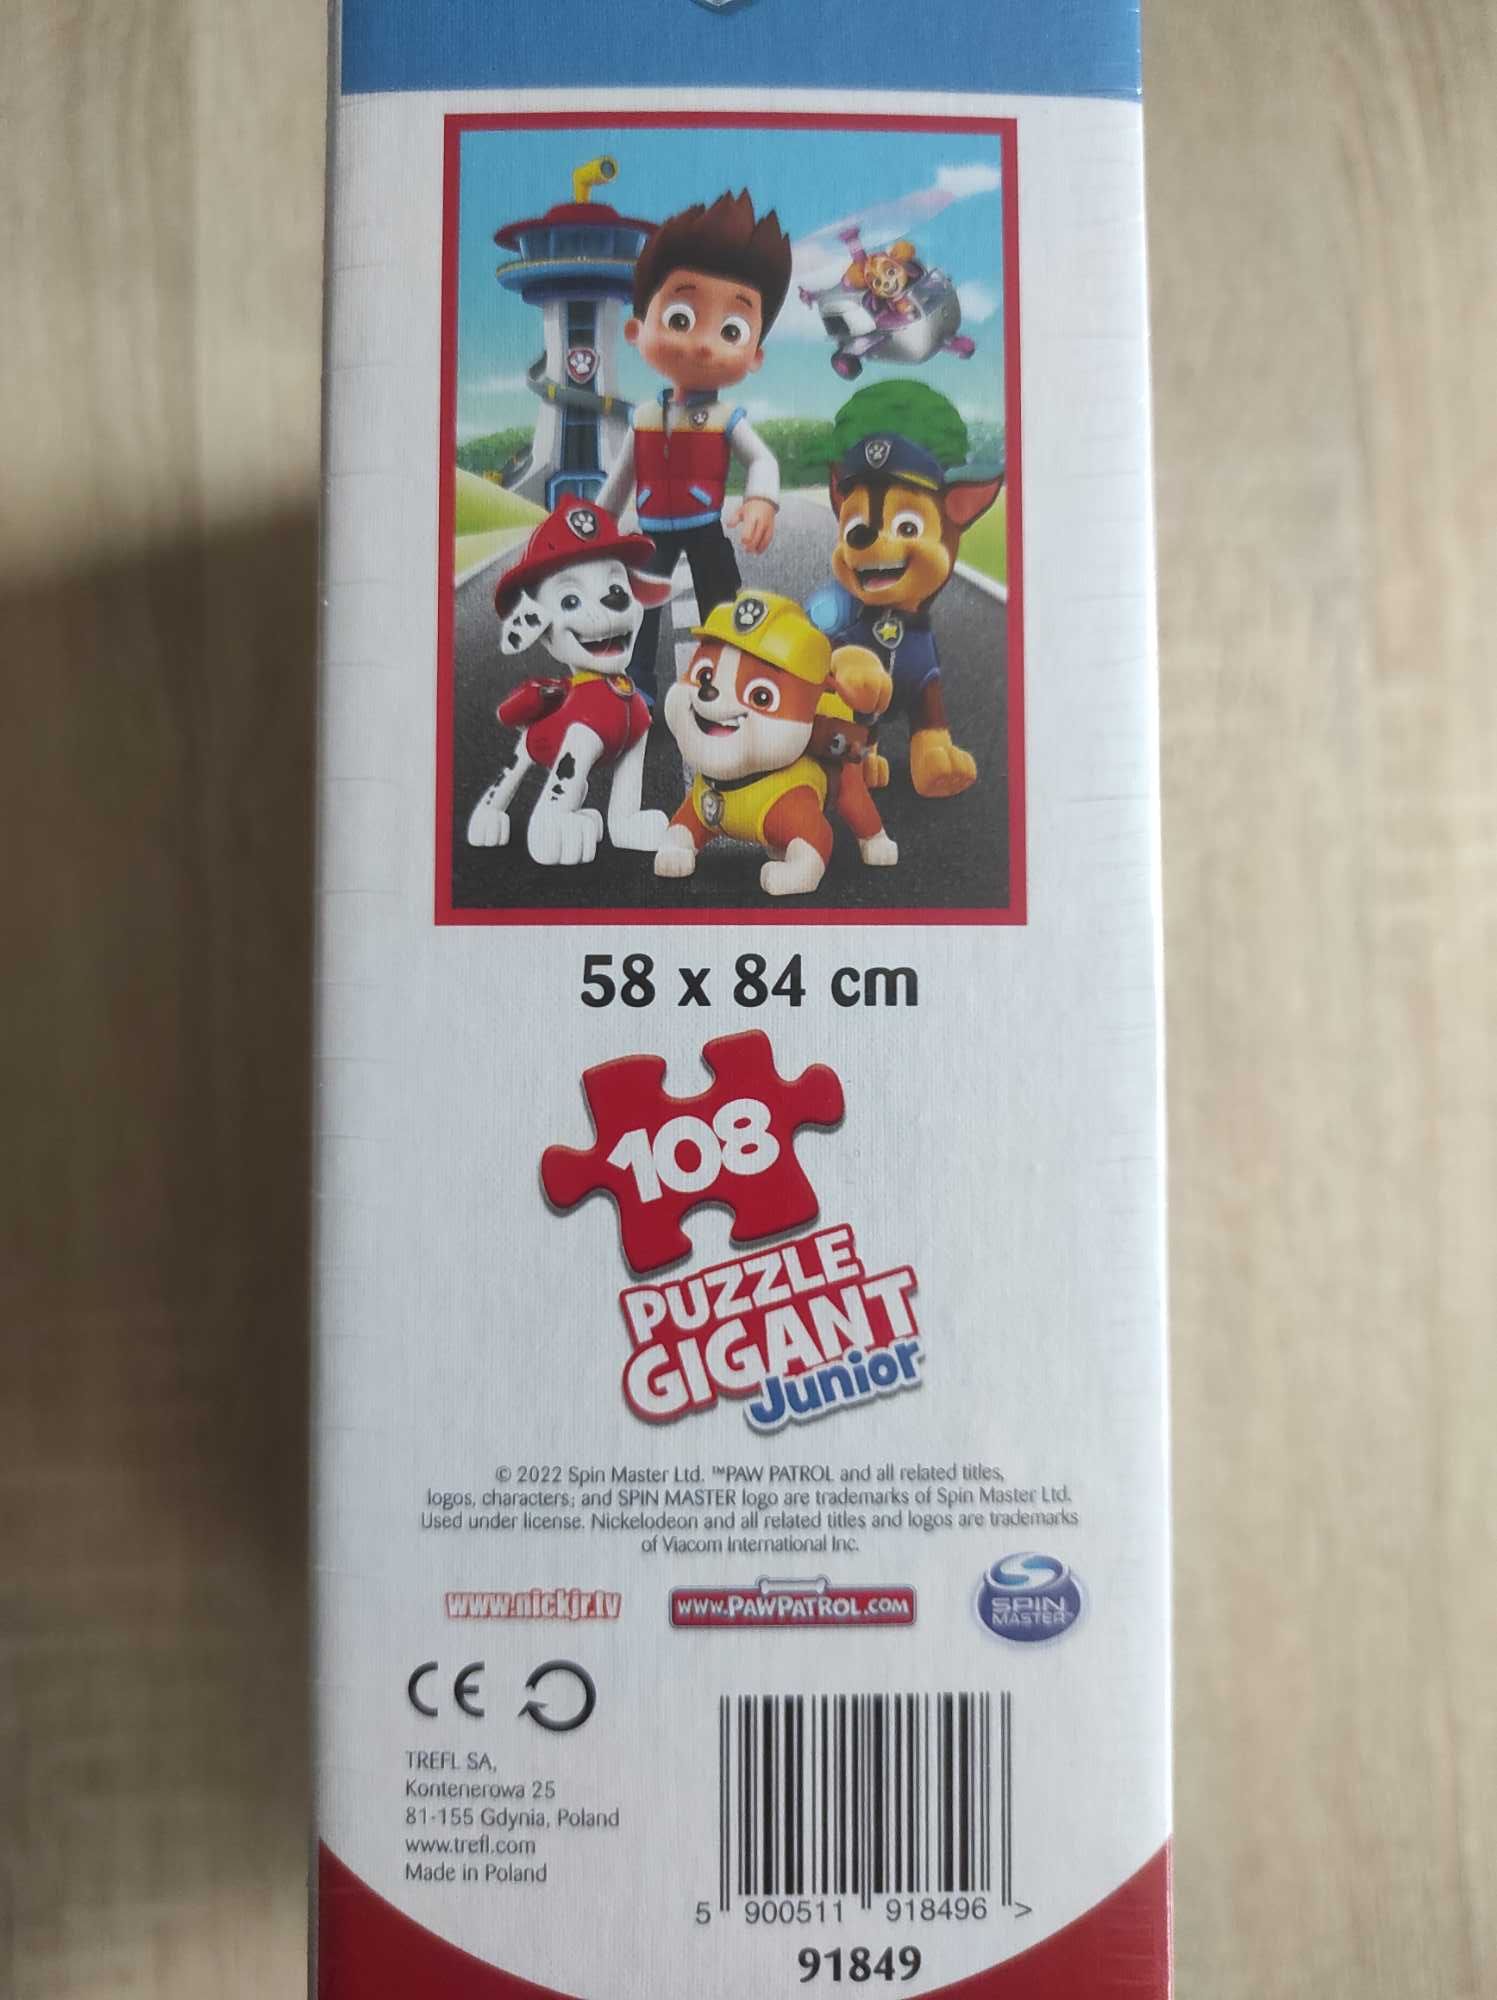 58 x 84 cm
108
PUZZLE
GIGANT
Junior
© 2022 Spin Master Ltd. ™PAW PATROL and all related titles,
logos, characters; and SPIN MASTER logo are trademarks of Spin Master Ltd.
Used under license. Nickelodeon and all related titles and logos are trademarks
of Viacom International Inc.
www.nickjr.tv
WWW.PAWPATROL.COM
SPIN
MASTER™
CE
TREFL SA,
Kontenerowa 25
81-155 Gdynia, Poland
www.trefl.com
Made in Poland
5 900511 918496 >
91849